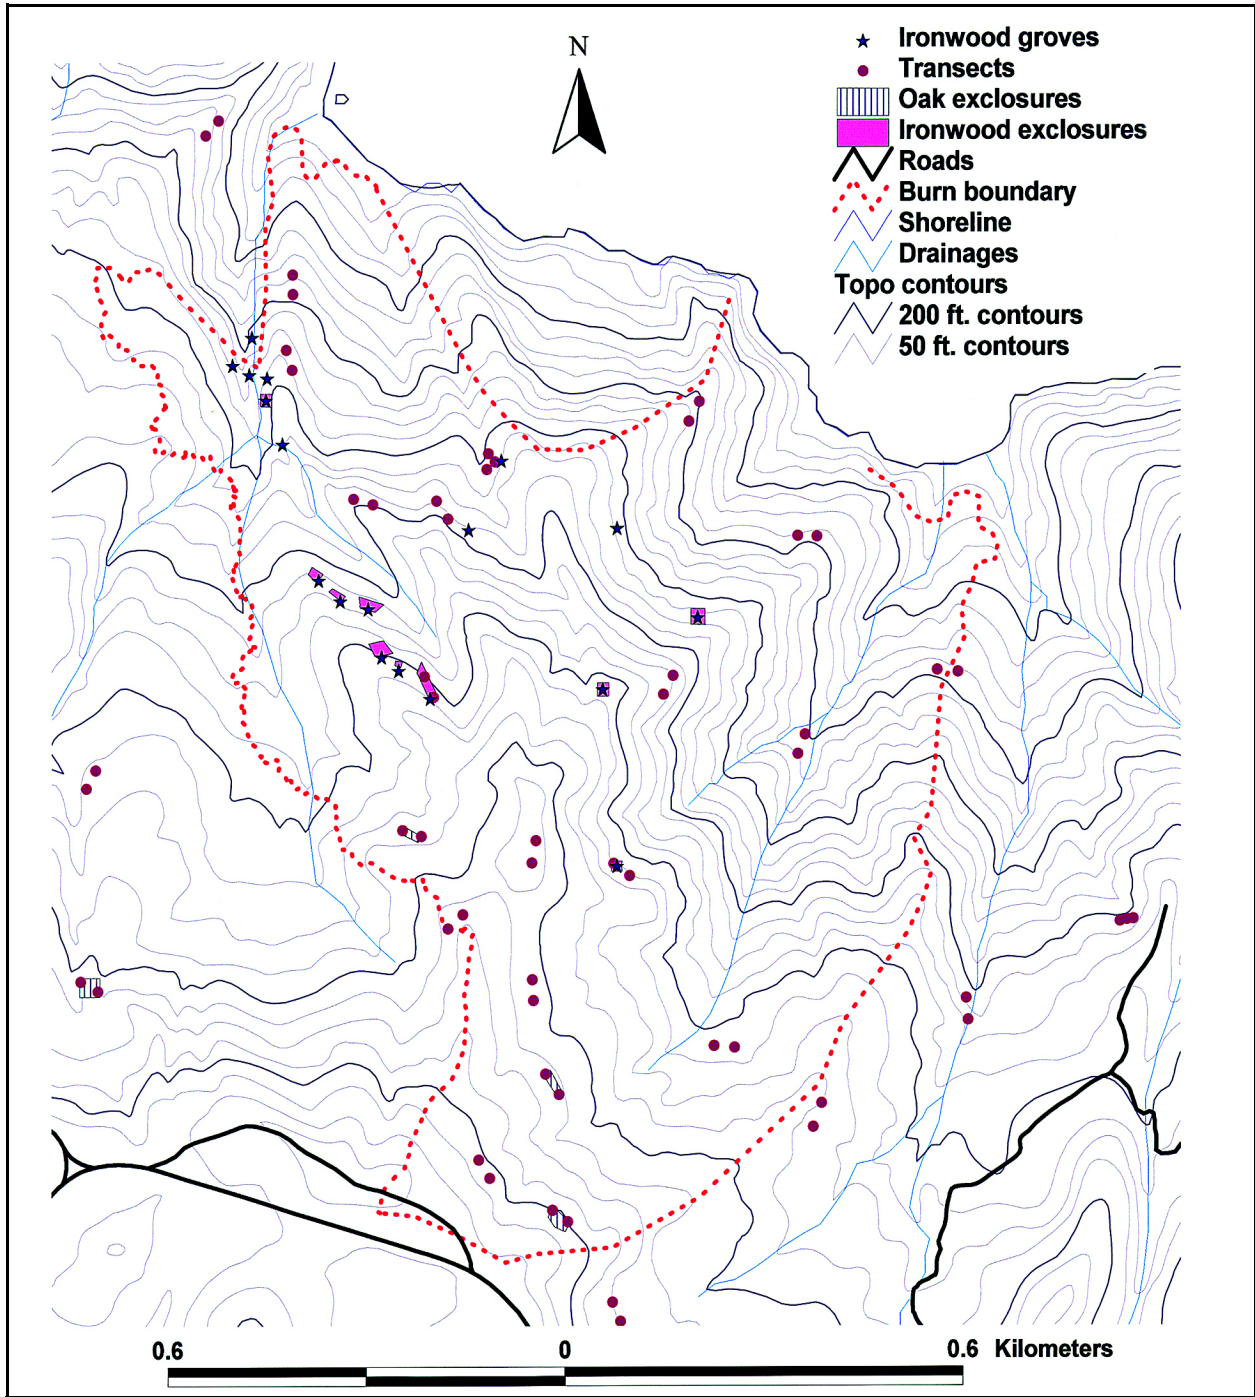 N
Ironwood groves
Transects
Oak exclosures
Ironwood exclosures
Roads
Burn boundary
Shoreline
Drainages
Topo contours
200 ft. contours
50 ft. contours
0.6 0 0.6 Kilometers